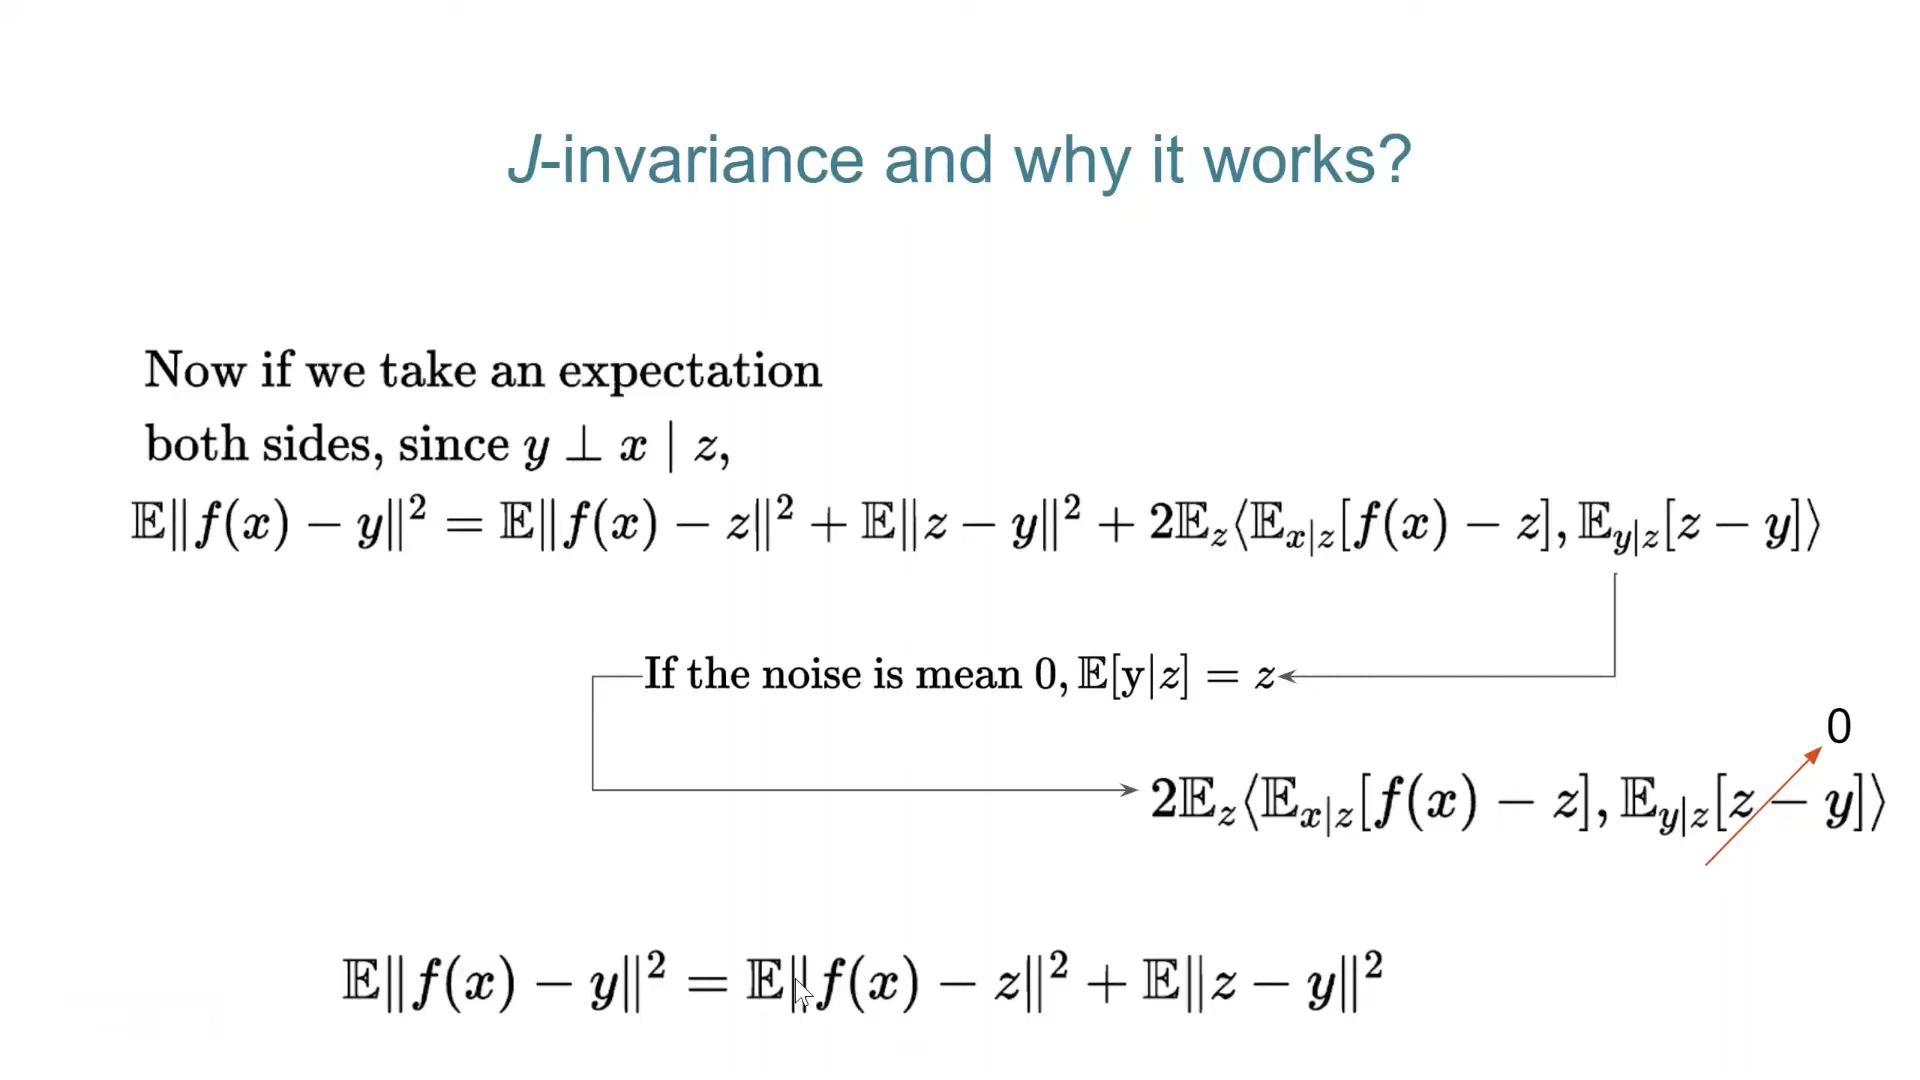 J-invariance and why it works?
Now if we take an expectation
both sides, since y ⊥ x | z,
𝔼‖f(x) − y‖² = 𝔼‖f(x) − z‖² + 𝔼‖z − y‖² + 2𝔼_z⟨𝔼_{x|z}[f(x) − z], 𝔼_{y|z}[z − y]⟩
If the noise is mean 0, 𝔼[y|z] = z
0
2𝔼_z⟨𝔼_{x|z}[f(x) − z], 𝔼_{y|z}[z − y]⟩
𝔼‖f(x) − y‖² = 𝔼‖f(x) − z‖² + 𝔼‖z − y‖²